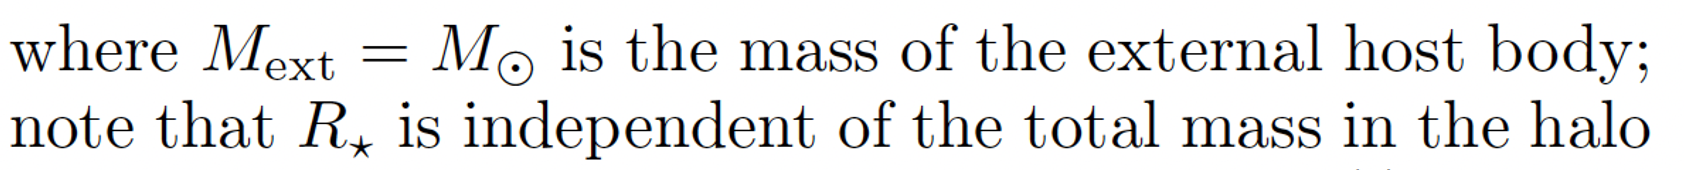 where M_ext = M_⊙ is the mass of the external host body;
note that R_⋆ is independent of the total mass in the halo